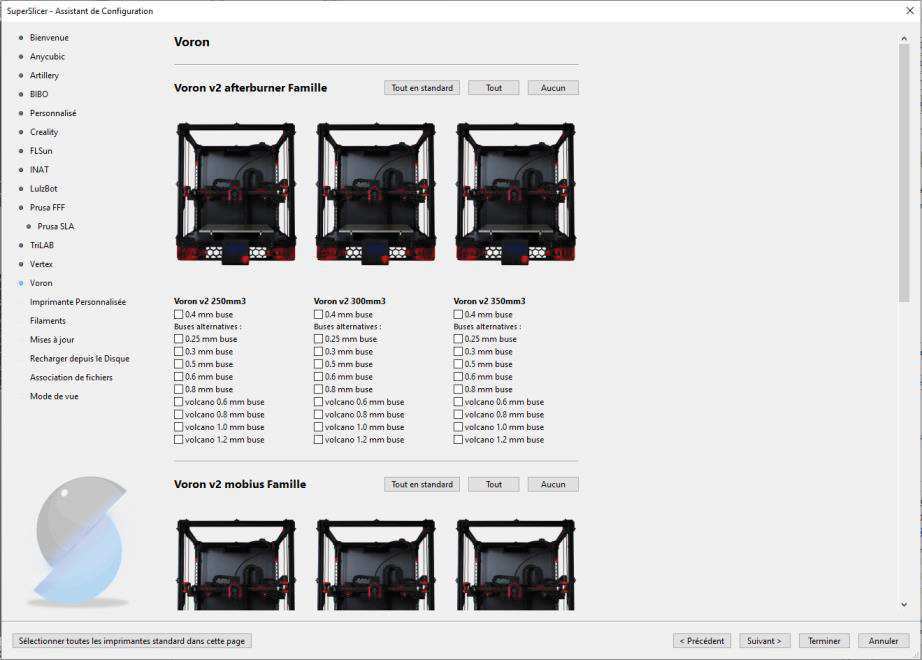 SuperSlicer - Assistant de Configuration
Bienvenue
Anycubic
Artillery
BIBO
Personnalisé
Creality
FLSun
INAT
LulzBot
Prusa FFF
Prusa SLA
TriLAB
Vertex
Voron
Imprimante Personnalisée
Filaments
Mises à jour
Recharger depuis le Disque
Association de fichiers
Mode de vue
Voron
Voron v2 afterburner Famille Tout en standard Tout Aucun
Voron v2 250mm3 Voron v2 300mm3 Voron v2 350mm3
0.4 mm buse 0.4 mm buse 0.4 mm buse
Buses alternatives : Buses alternatives : Buses alternatives :
0.25 mm buse 0.25 mm buse 0.25 mm buse
0.3 mm buse 0.3 mm buse 0.3 mm buse
0.5 mm buse 0.5 mm buse 0.5 mm buse
0.6 mm buse 0.6 mm buse 0.6 mm buse
0.8 mm buse 0.8 mm buse 0.8 mm buse
volcano 0.6 mm buse volcano 0.6 mm buse volcano 0.6 mm buse
volcano 0.8 mm buse volcano 0.8 mm buse volcano 0.8 mm buse
volcano 1.0 mm buse volcano 1.0 mm buse volcano 1.0 mm buse
volcano 1.2 mm buse volcano 1.2 mm buse volcano 1.2 mm buse
Voron v2 mobius Famille Tout en standard Tout Aucun
Sélectionner toutes les imprimantes standard dans cette page < Précédent Suivant > Terminer Annuler